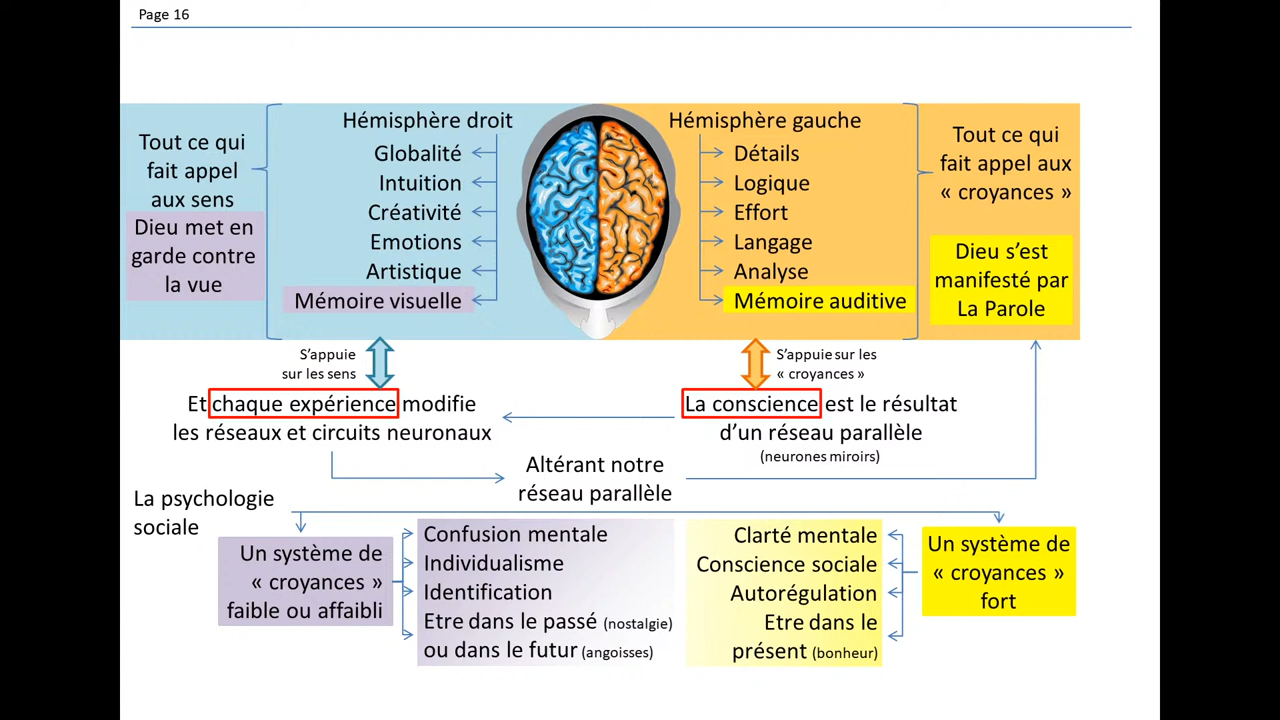 Page 16
Tout ce qui
fait appel
aux sens
Dieu met en
garde contre
la vue
Hémisphère droit
Globalité
Intuition
Créativité
Emotions
Artistique
Mémoire visuelle
Hémisphère gauche
Détails
Logique
Effort
Langage
Analyse
Mémoire auditive
Tout ce qui
fait appel aux
« croyances »
Dieu s’est
manifesté par
La Parole
S’appuie
sur les sens
S’appuie sur les
« croyances »
Et chaque expérience modifie
les réseaux et circuits neuronaux
La conscience est le résultat
d’un réseau parallèle
(neurones miroirs)
Altérant notre
réseau parallèle
La psychologie
sociale
Un système de
« croyances »
faible ou affaibli
Confusion mentale
Individualisme
Identification
Etre dans le passé (nostalgie)
ou dans le futur (angoisses)
Clarté mentale
Conscience sociale
Autorégulation
Etre dans le
présent (bonheur)
Un système de
« croyances »
fort